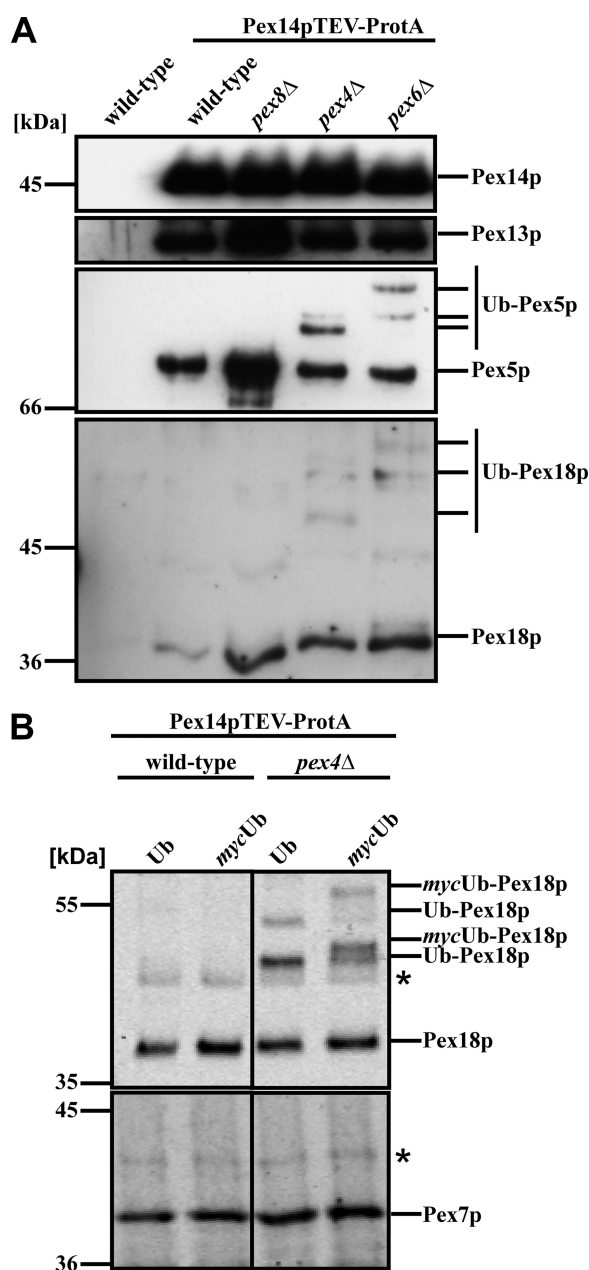 A
Pex14pTEV-ProtA
wild-type
wild-type
pex8Δ
pex4Δ
pex6Δ
[kDa]
45
Pex14p
Pex13p
Ub-Pex5p
Pex5p
66
Ub-Pex18p
45
Pex18p
36
B
Pex14pTEV-ProtA
wild-type
pex4Δ
Ub
mycUb
Ub
mycUb
[kDa]
mycUb-Pex18p
55
Ub-Pex18p
mycUb-Pex18p
Ub-Pex18p
*
Pex18p
35
45
*
Pex7p
36